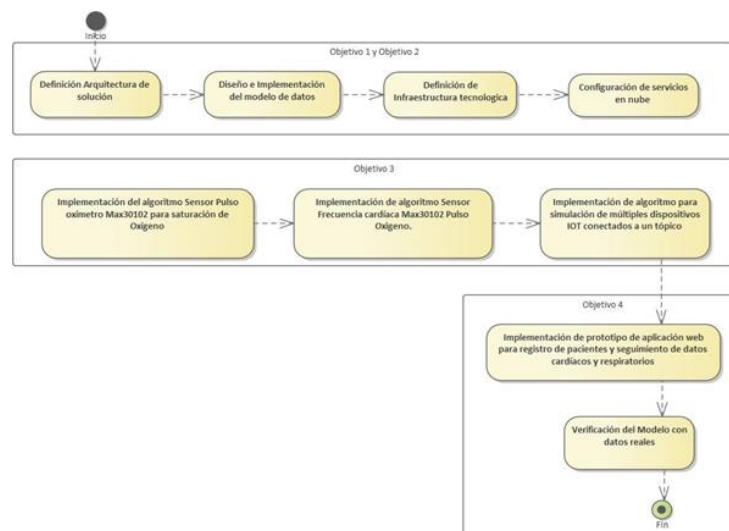 Inicio
Objetivo 1 y Objetivo 2
Definición Arquitectura de
solución
Diseño e Implementación
del modelo de datos
Definición de
Infraestructura tecnologica
Configuración de servicios
en nube
Objetivo 3
Implementación del algoritmo Sensor Pulso
oxímetro Max30102 para saturación de
Oxigeno
Implementación de algoritmo Sensor
Frecuencia cardíaca Max30102 Pulso
Oxigeno.
Implementación de algoritmo para
simulación de múltiples dispositivos
IOT conectados a un tópico
Objetivo 4
Implementación de prototipo de aplicación web
para registro de pacientes y seguimiento de datos
cardíacos y respiratorios
Verificación del Modelo con
datos reales
Fin